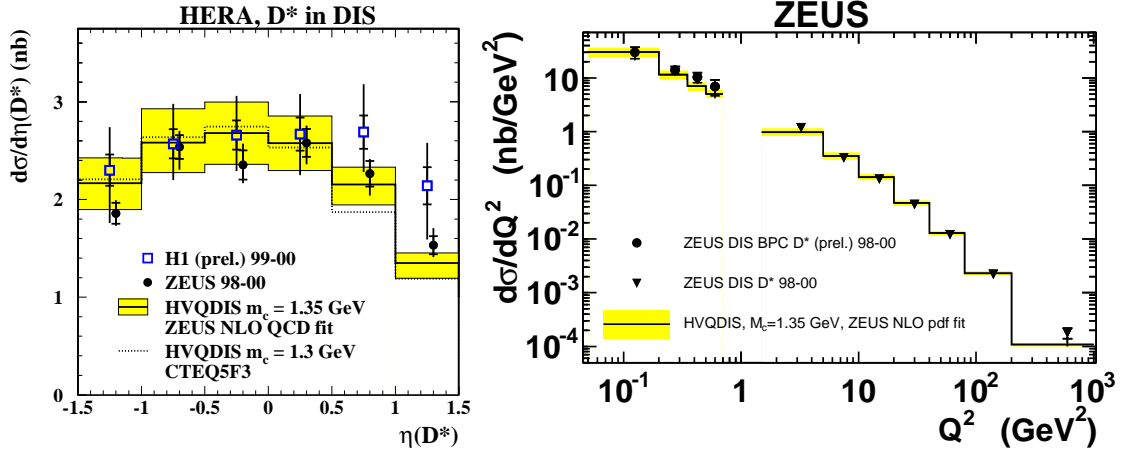 HERA, D* in DIS
dσ/dη(D*) (nb)
3
2
1
0
H1 (prel.) 99-00
ZEUS 98-00
HVQDIS mc = 1.35 GeV
ZEUS NLO QCD fit
HVQDIS mc = 1.3 GeV
CTEQ5F3
-1.5 -1 -0.5 0 0.5 1 1.5
η(D*)
ZEUS
dσ/dQ² (nb/GeV²)
10
1
10⁻¹
10⁻²
10⁻³
10⁻⁴
ZEUS DIS BPC D* (prel.) 98-00
ZEUS DIS D* 98-00
HVQDIS, Mc=1.35 GeV, ZEUS NLO pdf fit
10⁻¹ 1 10 10² 10³
Q² (GeV²)